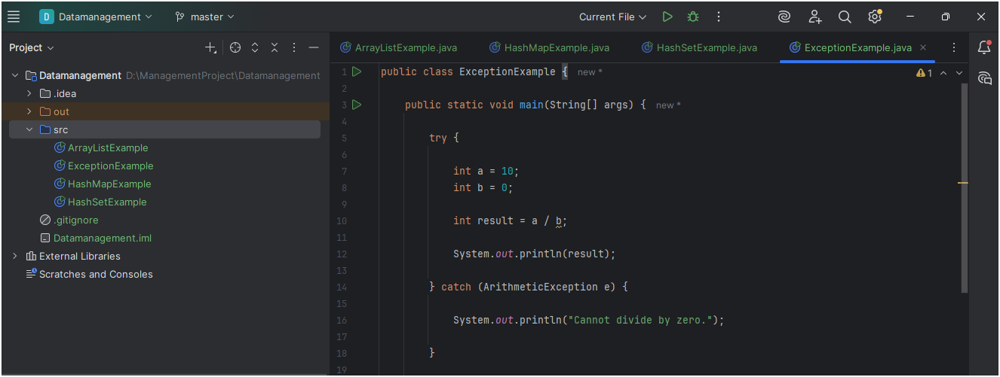 D Datamanagement master Current File
Project
Datamanagement D:\ManagementProject\Datamanagement
.idea
out
src
ArrayListExample
ExceptionExample
HashMapExample
HashSetExample
.gitignore
Datamanagement.iml
External Libraries
Scratches and Consoles
ArrayListExample.java HashMapExample.java HashSetExample.java ExceptionExample.java
1 public class ExceptionExample { new * 1
2
3 public static void main(String[] args) { new *
4
5 try {
6
7 int a = 10;
8 int b = 0;
9
10 int result = a / b;
11
12 System.out.println(result);
13
14 } catch (ArithmeticException e) {
15
16 System.out.println("Cannot divide by zero.");
17
18 }
19